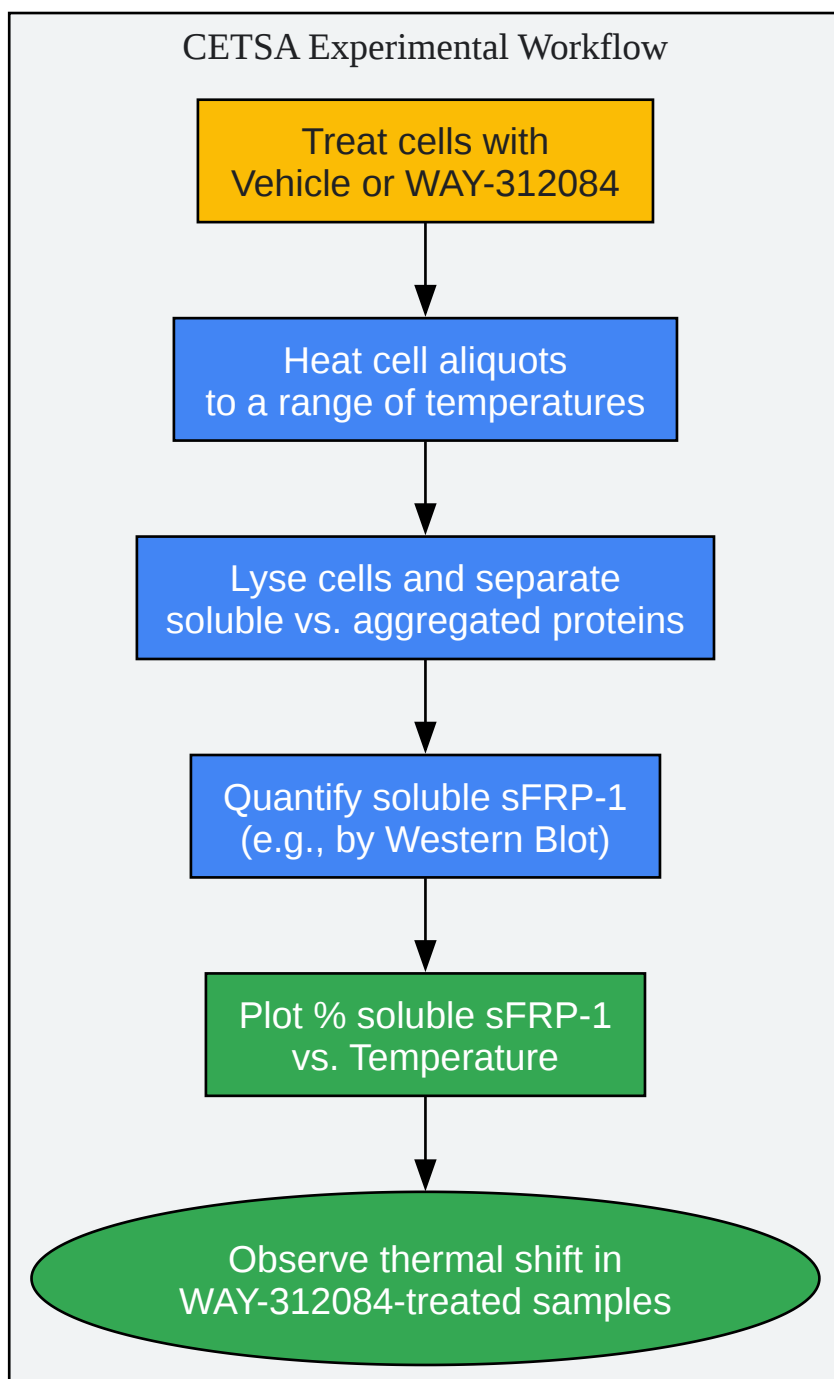 CETSA Experimental Workflow
Treat cells with
Vehicle or WAY-312084
Heat cell aliquots
to a range of temperatures
Lyse cells and separate
soluble vs. aggregated proteins
Quantify soluble sFRP-1
(e.g., by Western Blot)
Plot % soluble sFRP-1
vs. Temperature
Observe thermal shift in
WAY-312084-treated samples